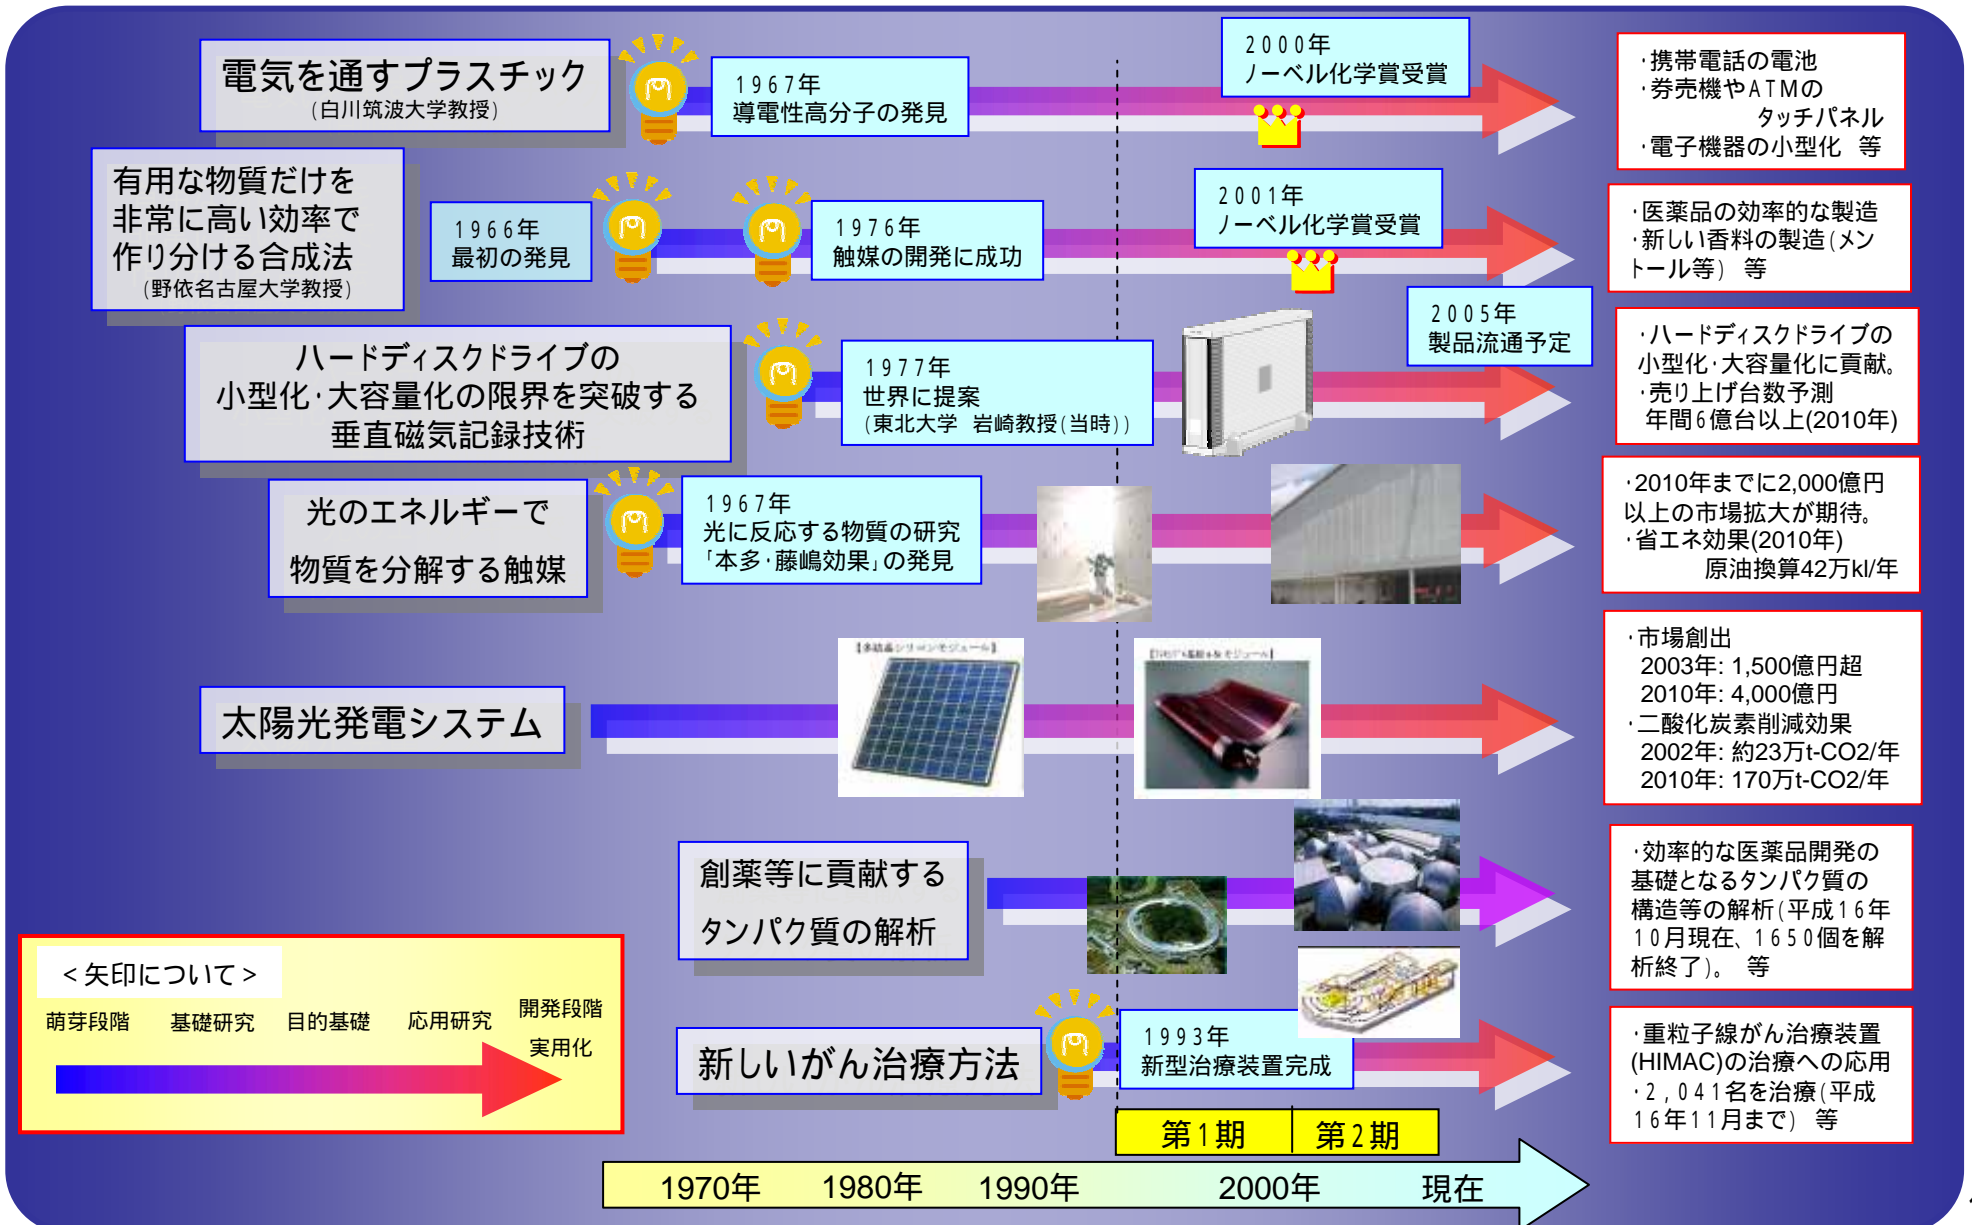 電気を通すプラスチック
(白川筑波大学教授)
1967年
導電性高分子の発見
2000年
ノーベル化学賞受賞
·携帯電話の電池
·券売機やATMの
タッチパネル
·電子機器の小型化 等
有用な物質だけを
非常に高い効率で
作り分ける合成法
(野依名古屋大学教授)
1966年
最初の発見
1976年
触媒の開発に成功
2001年
ノーベル化学賞受賞
·医薬品の効率的な製造
·新しい香料の製造(メン
トール等) 等
ハードディスクドライブの
小型化·大容量化の限界を突破する
垂直磁気記録技術
1977年
世界に提案
(東北大学 岩崎教授(当時))
2005年
製品流通予定
·ハードディスクドライブの
小型化·大容量化に貢献。
·売り上げ台数予測
年間6億台以上(2010年)
光のエネルギーで
物質を分解する触媒
1967年
光に反応する物質の研究
「本多·藤嶋効果」の発見
·2010年までに2,000億円
以上の市場拡大が期待。
·省エネ効果(2010年)
原油換算42万kl/年
太陽光発電システム
【多結晶シリコンモジュール】
·市場創出
2003年: 1,500億円超
2010年: 4,000億円
·二酸化炭素削減効果
2002年: 約23万t-CO2/年
2010年: 170万t-CO2/年
創薬等に貢献する
タンパク質の解析
·効率的な医薬品開発の
基礎となるタンパク質の
構造等の解析(平成16年
10月現在、1650個を解
析終了)。 等
新しいがん治療方法
1993年
新型治療装置完成
·重粒子線がん治療装置
(HIMAC)の治療への応用
·2,041名を治療(平成
16年11月まで) 等
<矢印について>
萌芽段階 基礎研究 目的基礎 応用研究 開発段階
実用化
第1期 第2期
1970年 1980年 1990年 2000年 現在